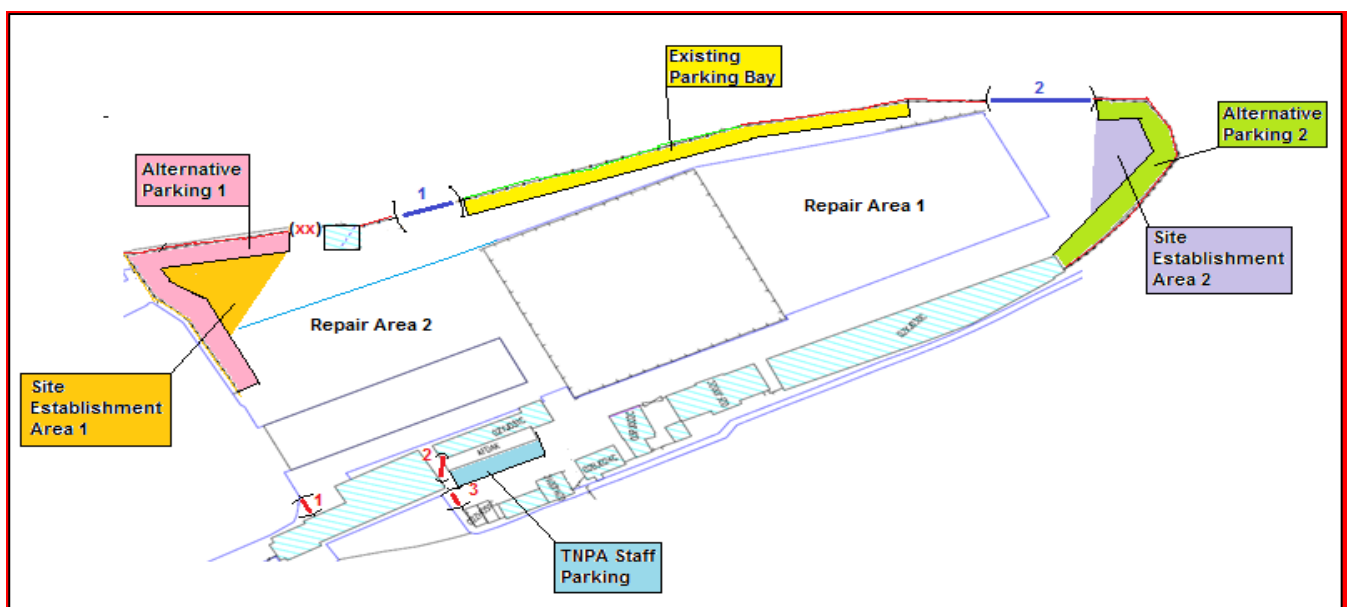 Existing
Parking Bay
2
Alternative
Parking 2
Alternative
Parking 1
1
(xx)
Repair Area 1
Site
Establishment
Area 2
Repair Area 2
Site
Establishment
Area 1
2
AFDAK
3
1
TNPA Staff
Parking